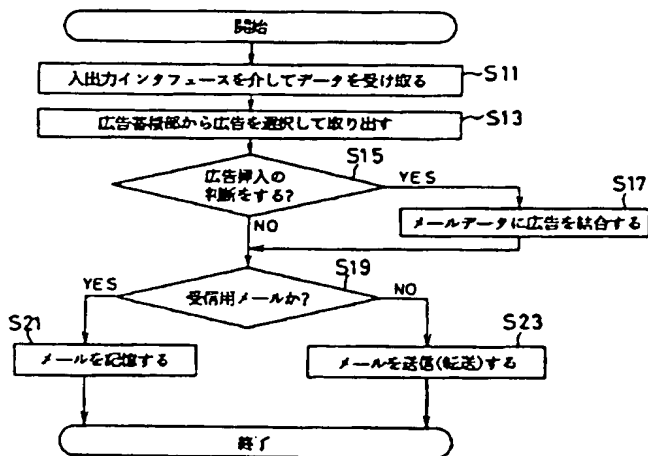 開始
入出力インタフェースを介してデータを受け取る
S11
広告蓄積部から広告を選択して取り出す
S13
S15
広告挿入の
判断をする?
YES
S17
メールデータに広告を結合する
NO
S19
受信用メールか?
YES
NO
S21
メールを記憶する
S23
メールを送信(転送)する
終了